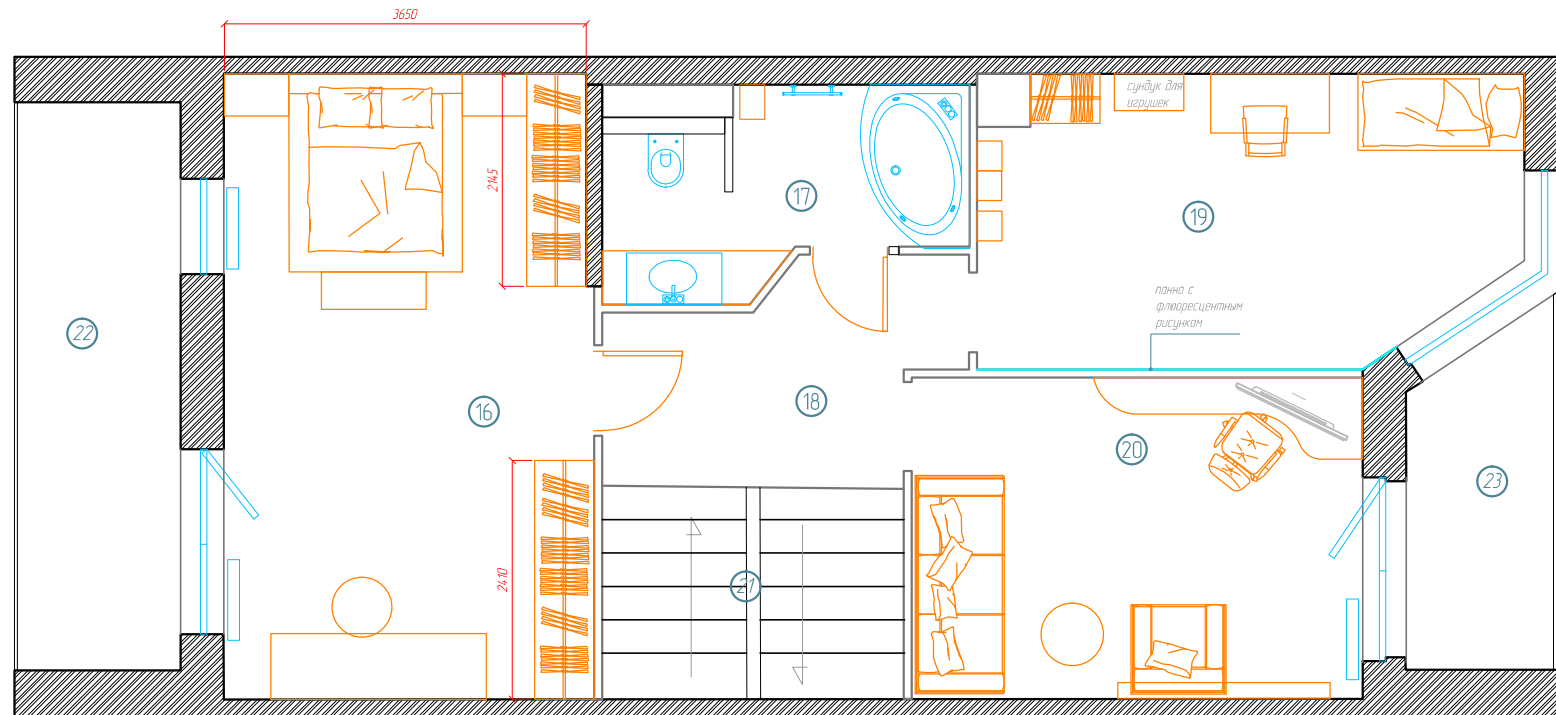 3650
2145
сундук для
игрушек
17
19
панно с
флюоресцентным
рисунком
22
16
18
20
23
2410
21